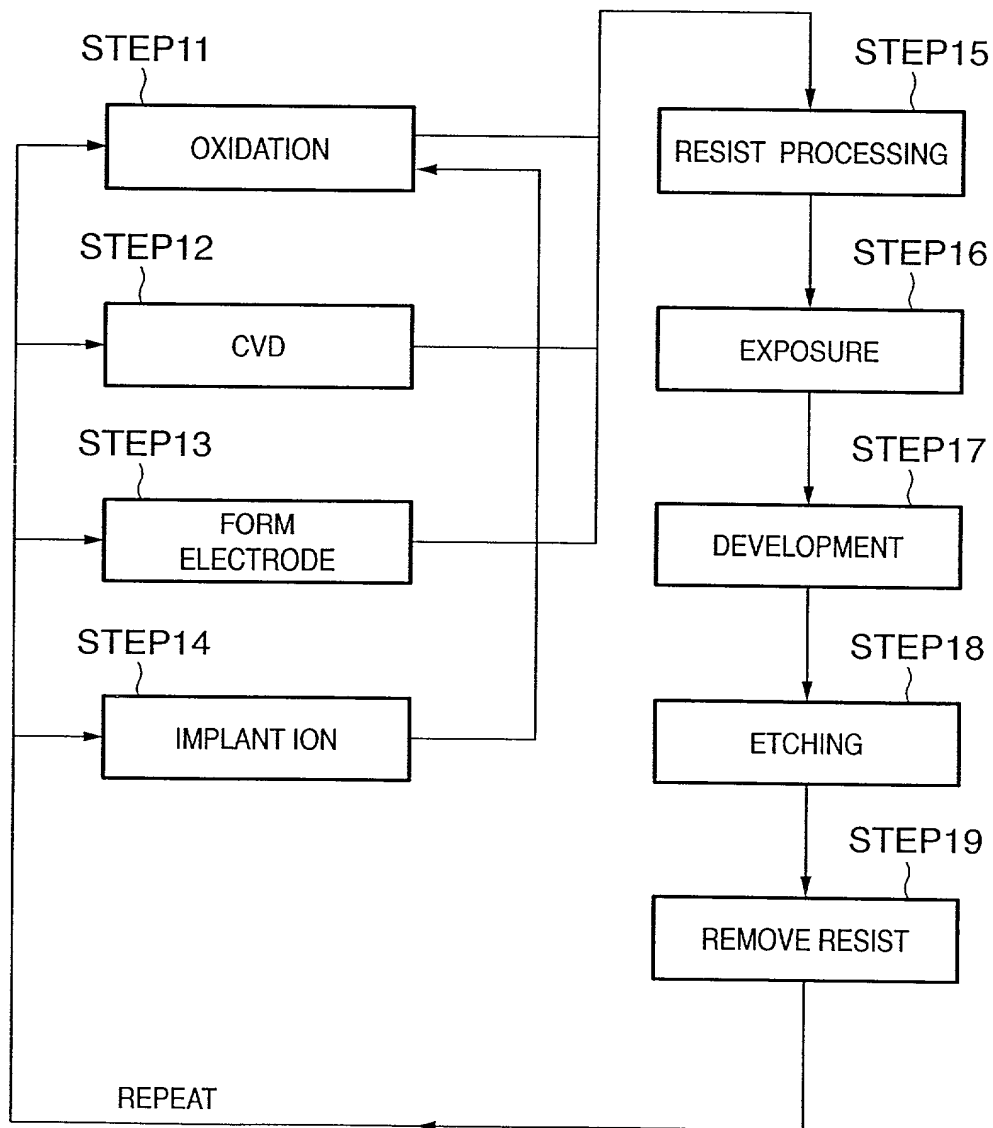 STEP11
OXIDATION
STEP12
CVD
STEP13
FORM
ELECTRODE
STEP14
IMPLANT ION
STEP15
RESIST PROCESSING
STEP16
EXPOSURE
STEP17
DEVELOPMENT
STEP18
ETCHING
STEP19
REMOVE RESIST
REPEAT